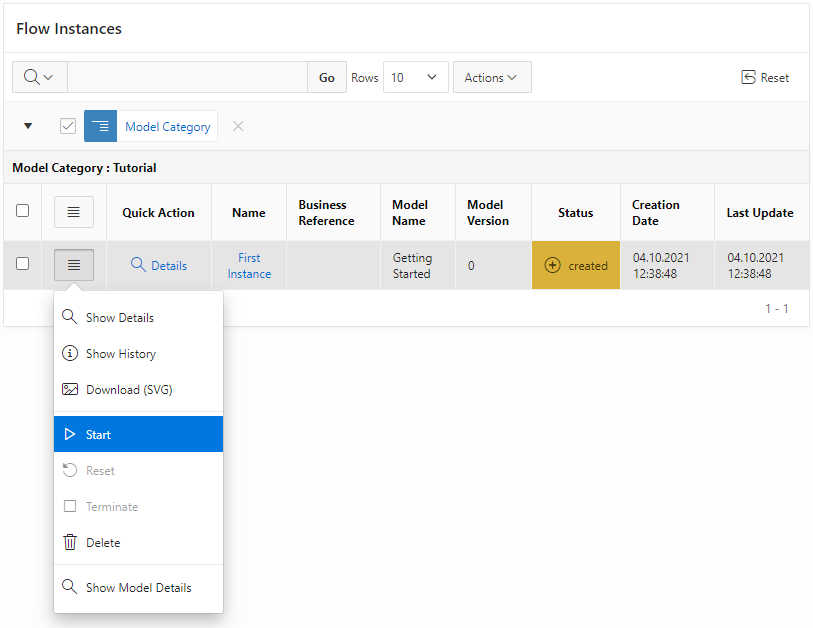 Flow Instances
Go Rows 10 Actions Reset
Model Category
Model Category : Tutorial
Quick Action Name Business Reference Model Name Model Version Status Creation Date Last Update
Details First Instance Getting Started 0 created 04.10.2021 12:38:48 04.10.2021 12:38:48
1 - 1
Show Details
Show History
Download (SVG)
Start
Reset
Terminate
Delete
Show Model Details